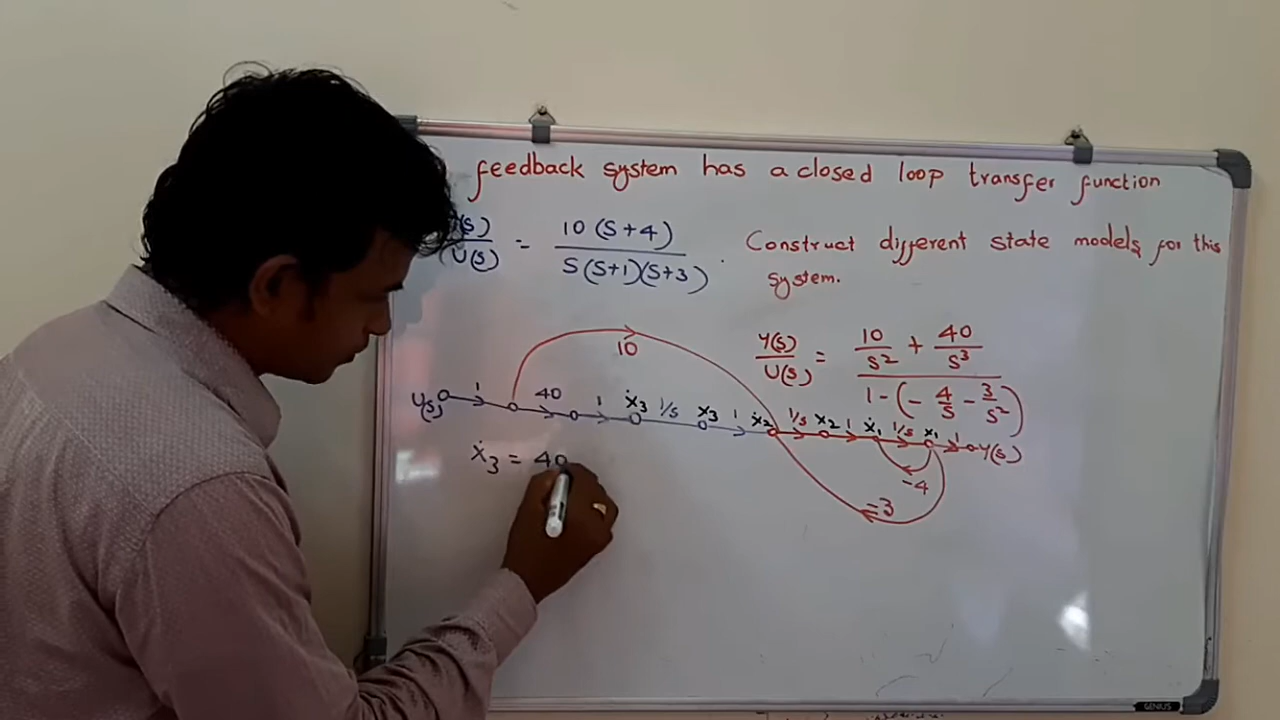 feedback system has a closed loop transfer function
(s)/U(s) = 10(s+4)/s(s+1)(s+3) . Construct different state models for this
system.
Y(s)/U(s) = (10/s² + 40/s³)/(1-(-4/s - 3/s²))
10
U(s) 1 40 1 ẋ3 1/s x3 1 ẋ2 1/s x2 1 ẋ1 1/s x1 1 Y(s)
-4
-3
ẋ3 = 40
GENIUS